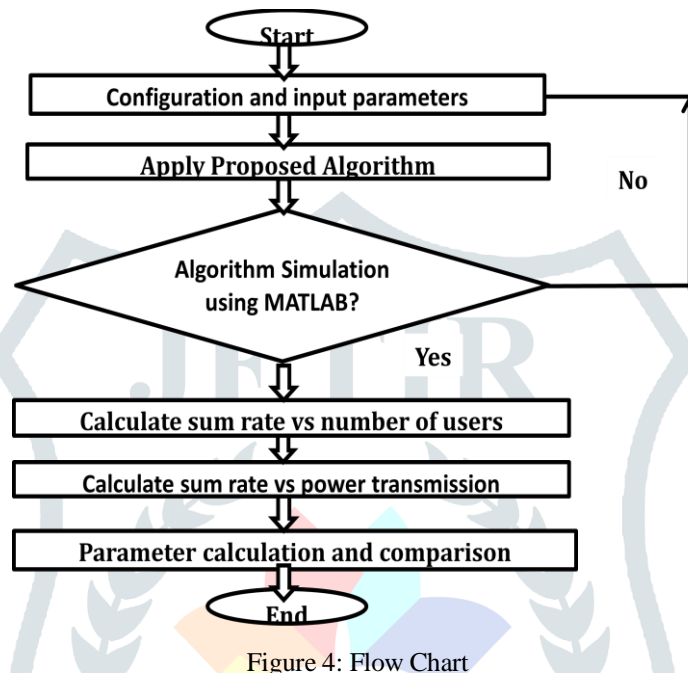 Start
Configuration and input parameters
Apply Proposed Algorithm
No
Algorithm Simulation
using MATLAB?
Yes
JETIR
Calculate sum rate vs number of users
Calculate sum rate vs power transmission
Parameter calculation and comparison
End
Figure 4: Flow Chart